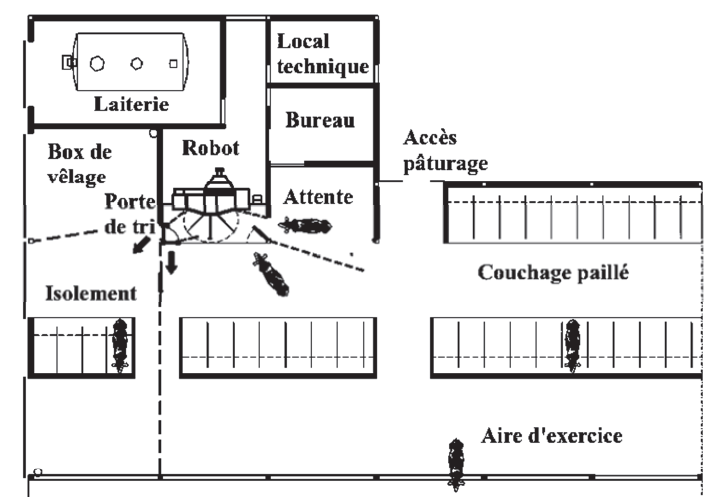 Local
technique
Laiterie
Bureau
Accès
pâturage
Box de
vêlage
Robot
Porte
de tri
Attente
Couchage paillé
Isolement
Aire d'exercice